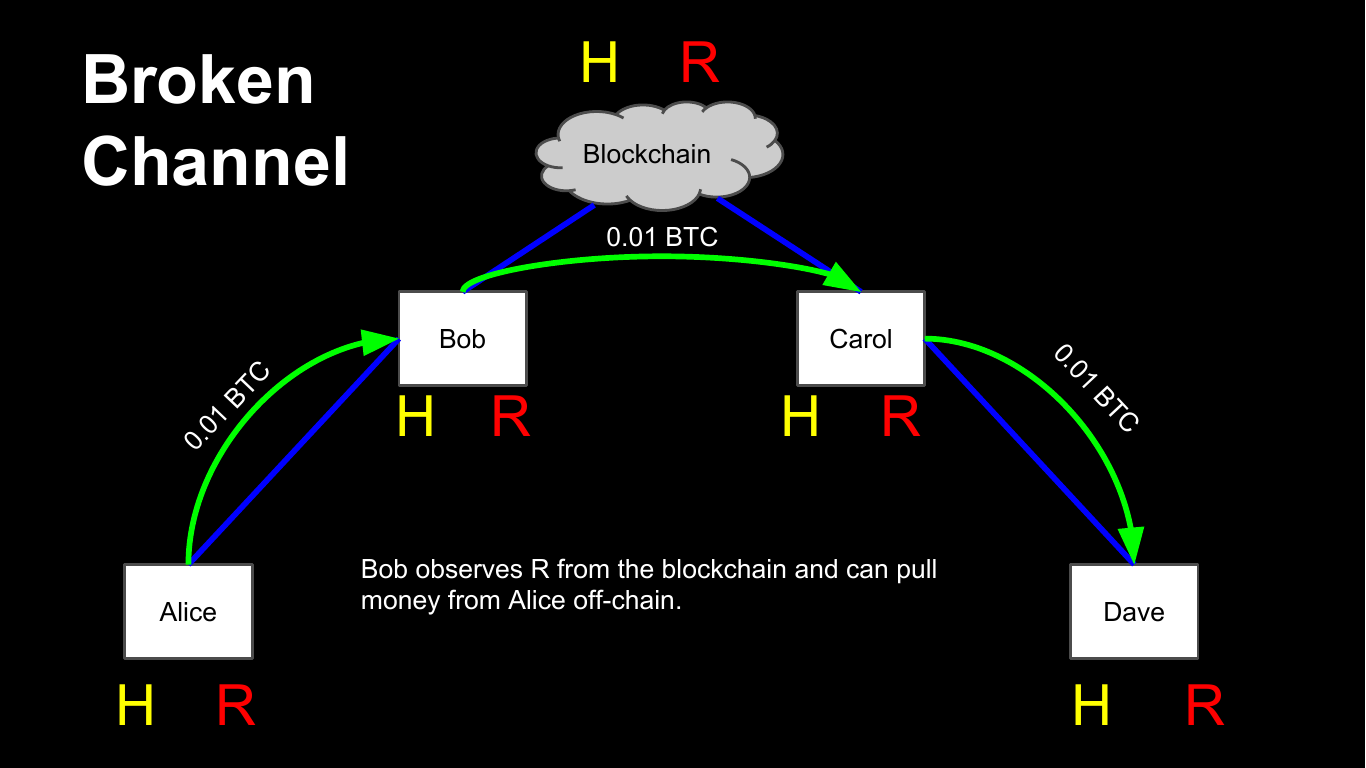 Broken
Channel
H R
Blockchain
0.01 BTC
Bob
Carol
0.01 BTC
0.01 BTC
H R
H R
Bob observes R from the blockchain and can pull
money from Alice off-chain.
Alice
Dave
H R
H R